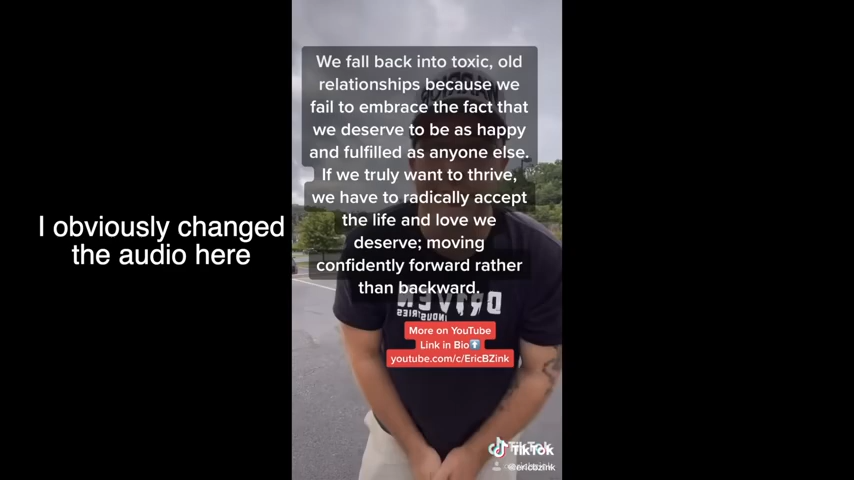 I obviously changed
the audio here
We fall back into toxic, old
relationships because we
fail to embrace the fact that
we deserve to be as happy
and fulfilled as anyone else.
If we truly want to thrive,
we have to radically accept
the life and love we
deserve; moving
confidently forward rather
than backward.
DRIVEN
INDUSTRIES
More on YouTube
Link in Bio⬆️
youtube.com/c/EricBZink
TikTok
@ericbzink